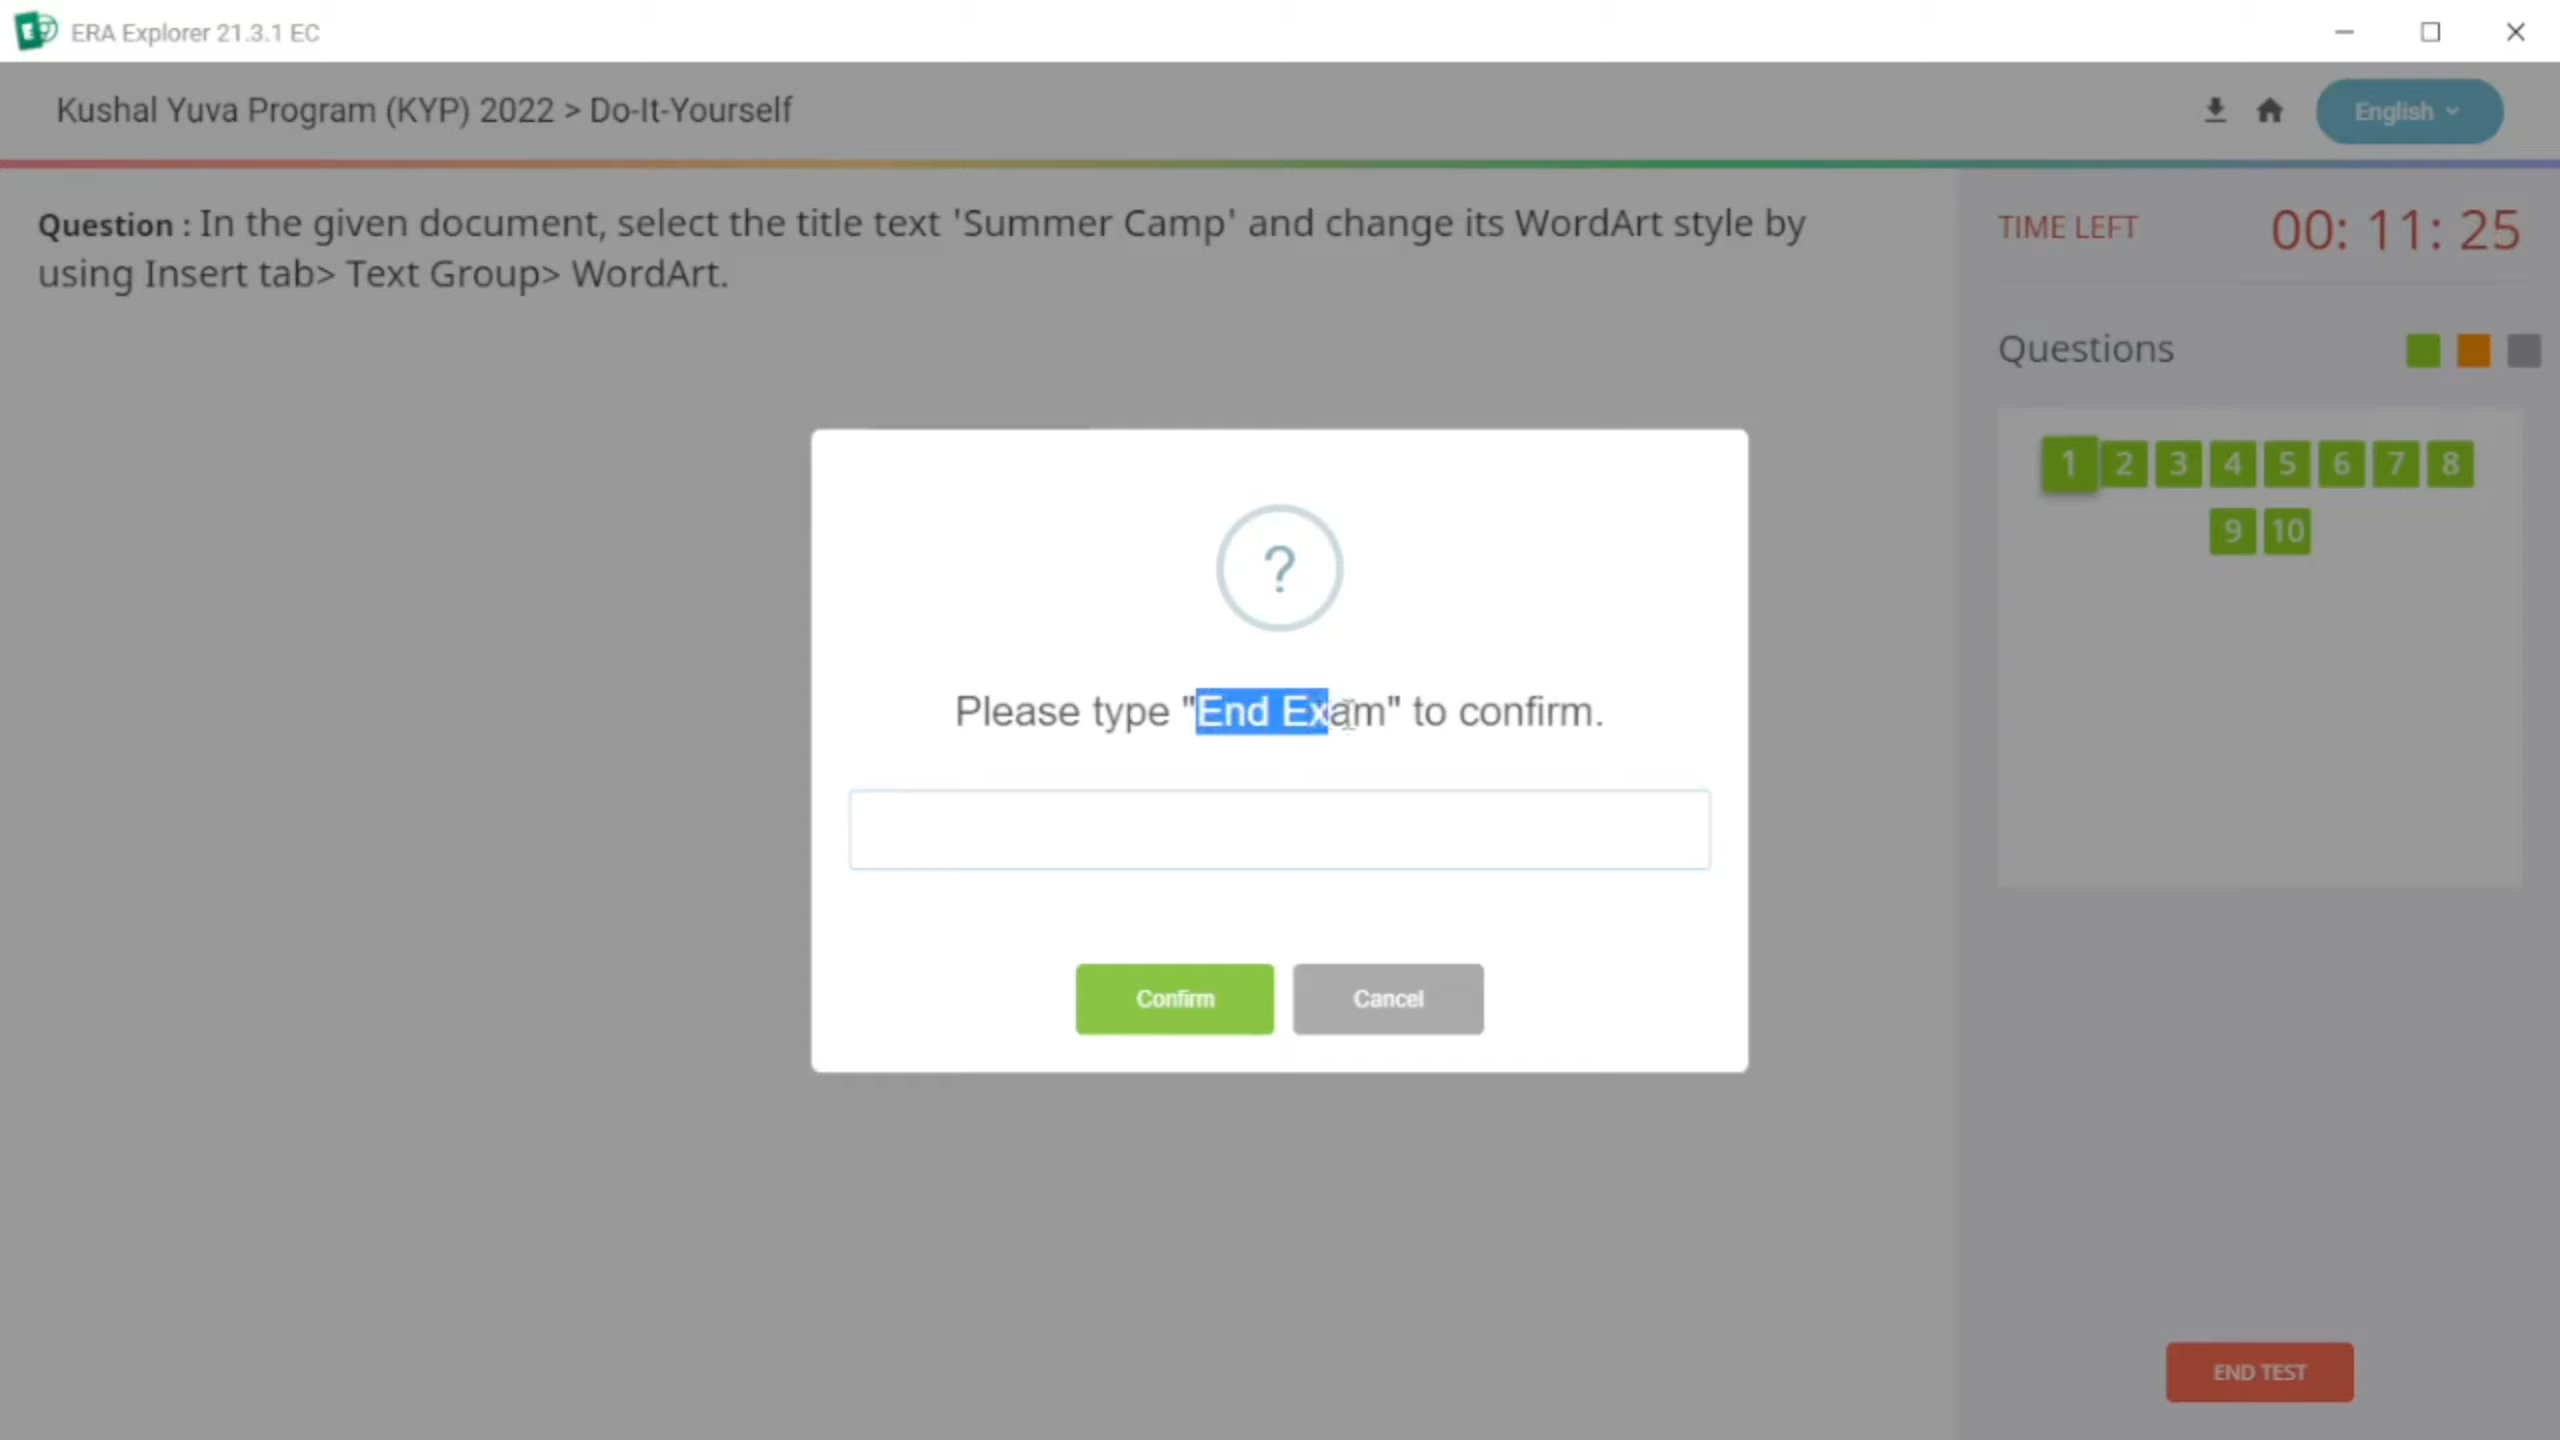 ERA Explorer 21.3.1 EC
Kushal Yuva Program (KYP) 2022 > Do-It-Yourself
English
Question : In the given document, select the title text 'Summer Camp' and change its WordArt style by
using Insert tab> Text Group> WordArt.
TIME LEFT 00: 11: 25
Questions
1 2 3 4 5 6 7 8
9 10
?
Please type "End Exam" to confirm.
Confirm Cancel
END TEST